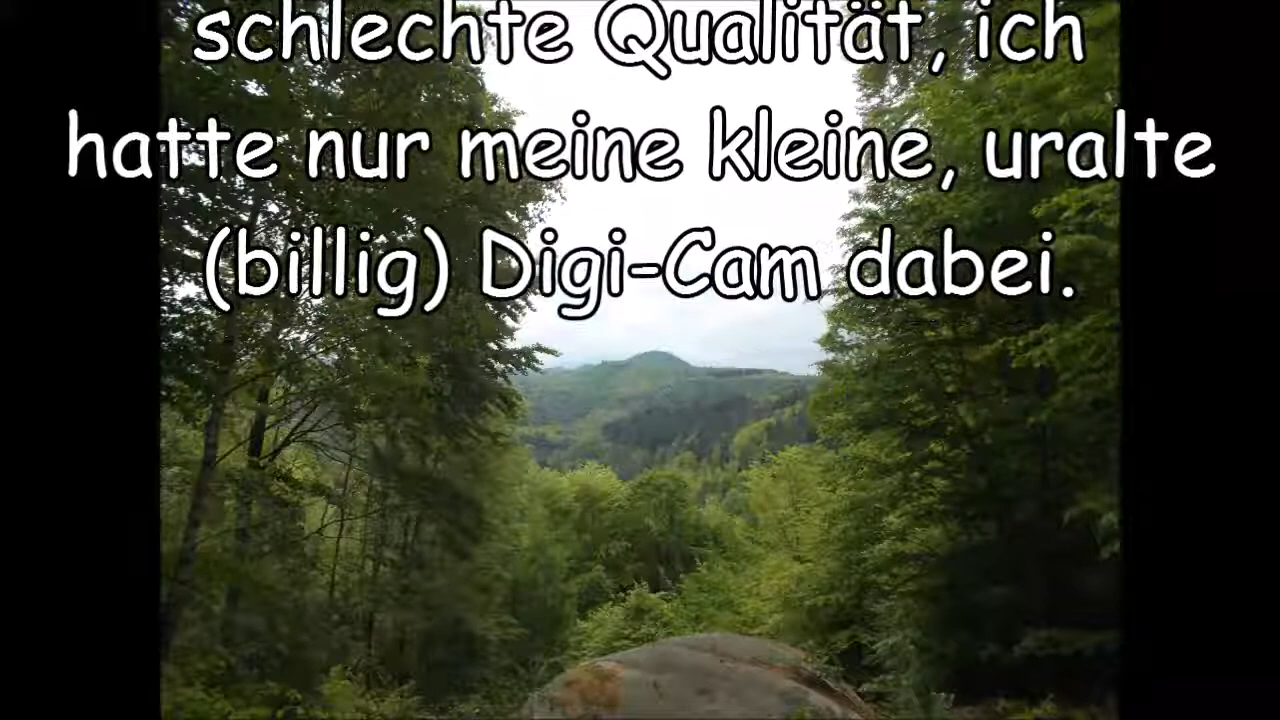 schlechte Qualität, ich
hatte nur meine kleine, uralte
(billig) Digi-Cam dabei.